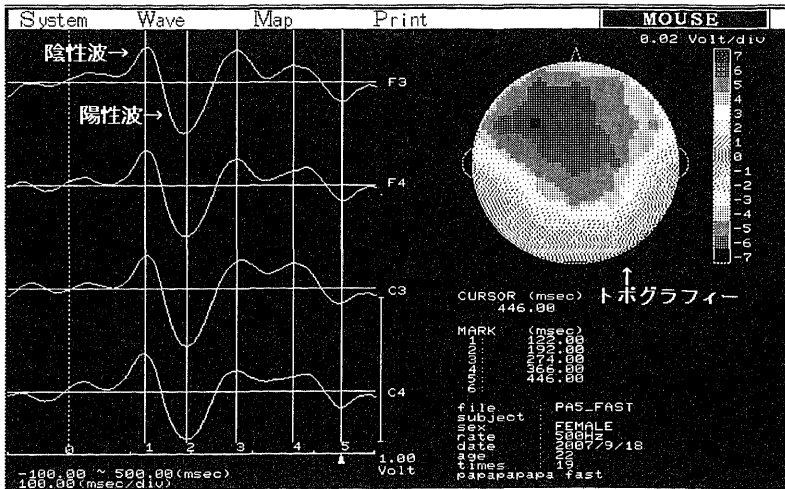 System Wave Map Print MOUSE
0.02 Volt/div
陰性波→
陽性波→
F3
F4
C3
C4
0 1 2 3 4 5
1.00
Volt
-100.00 ~ 500.00(msec)
100.00(msec/div)
7
6
5
4
3
2
1
0
-1
-2
-3
-4
-5
-6
-7
↑
トポグラフィー
CURSOR (msec)
446.00
MARK (msec)
1: 122.00
2: 192.00
3: 274.00
4: 366.00
5: 446.00
6:
file : PA5_FAST
subject :
sex : FEMALE
rate : 500Hz
date : 2007/9/18
age : 22
times : 19
papapapapa fast